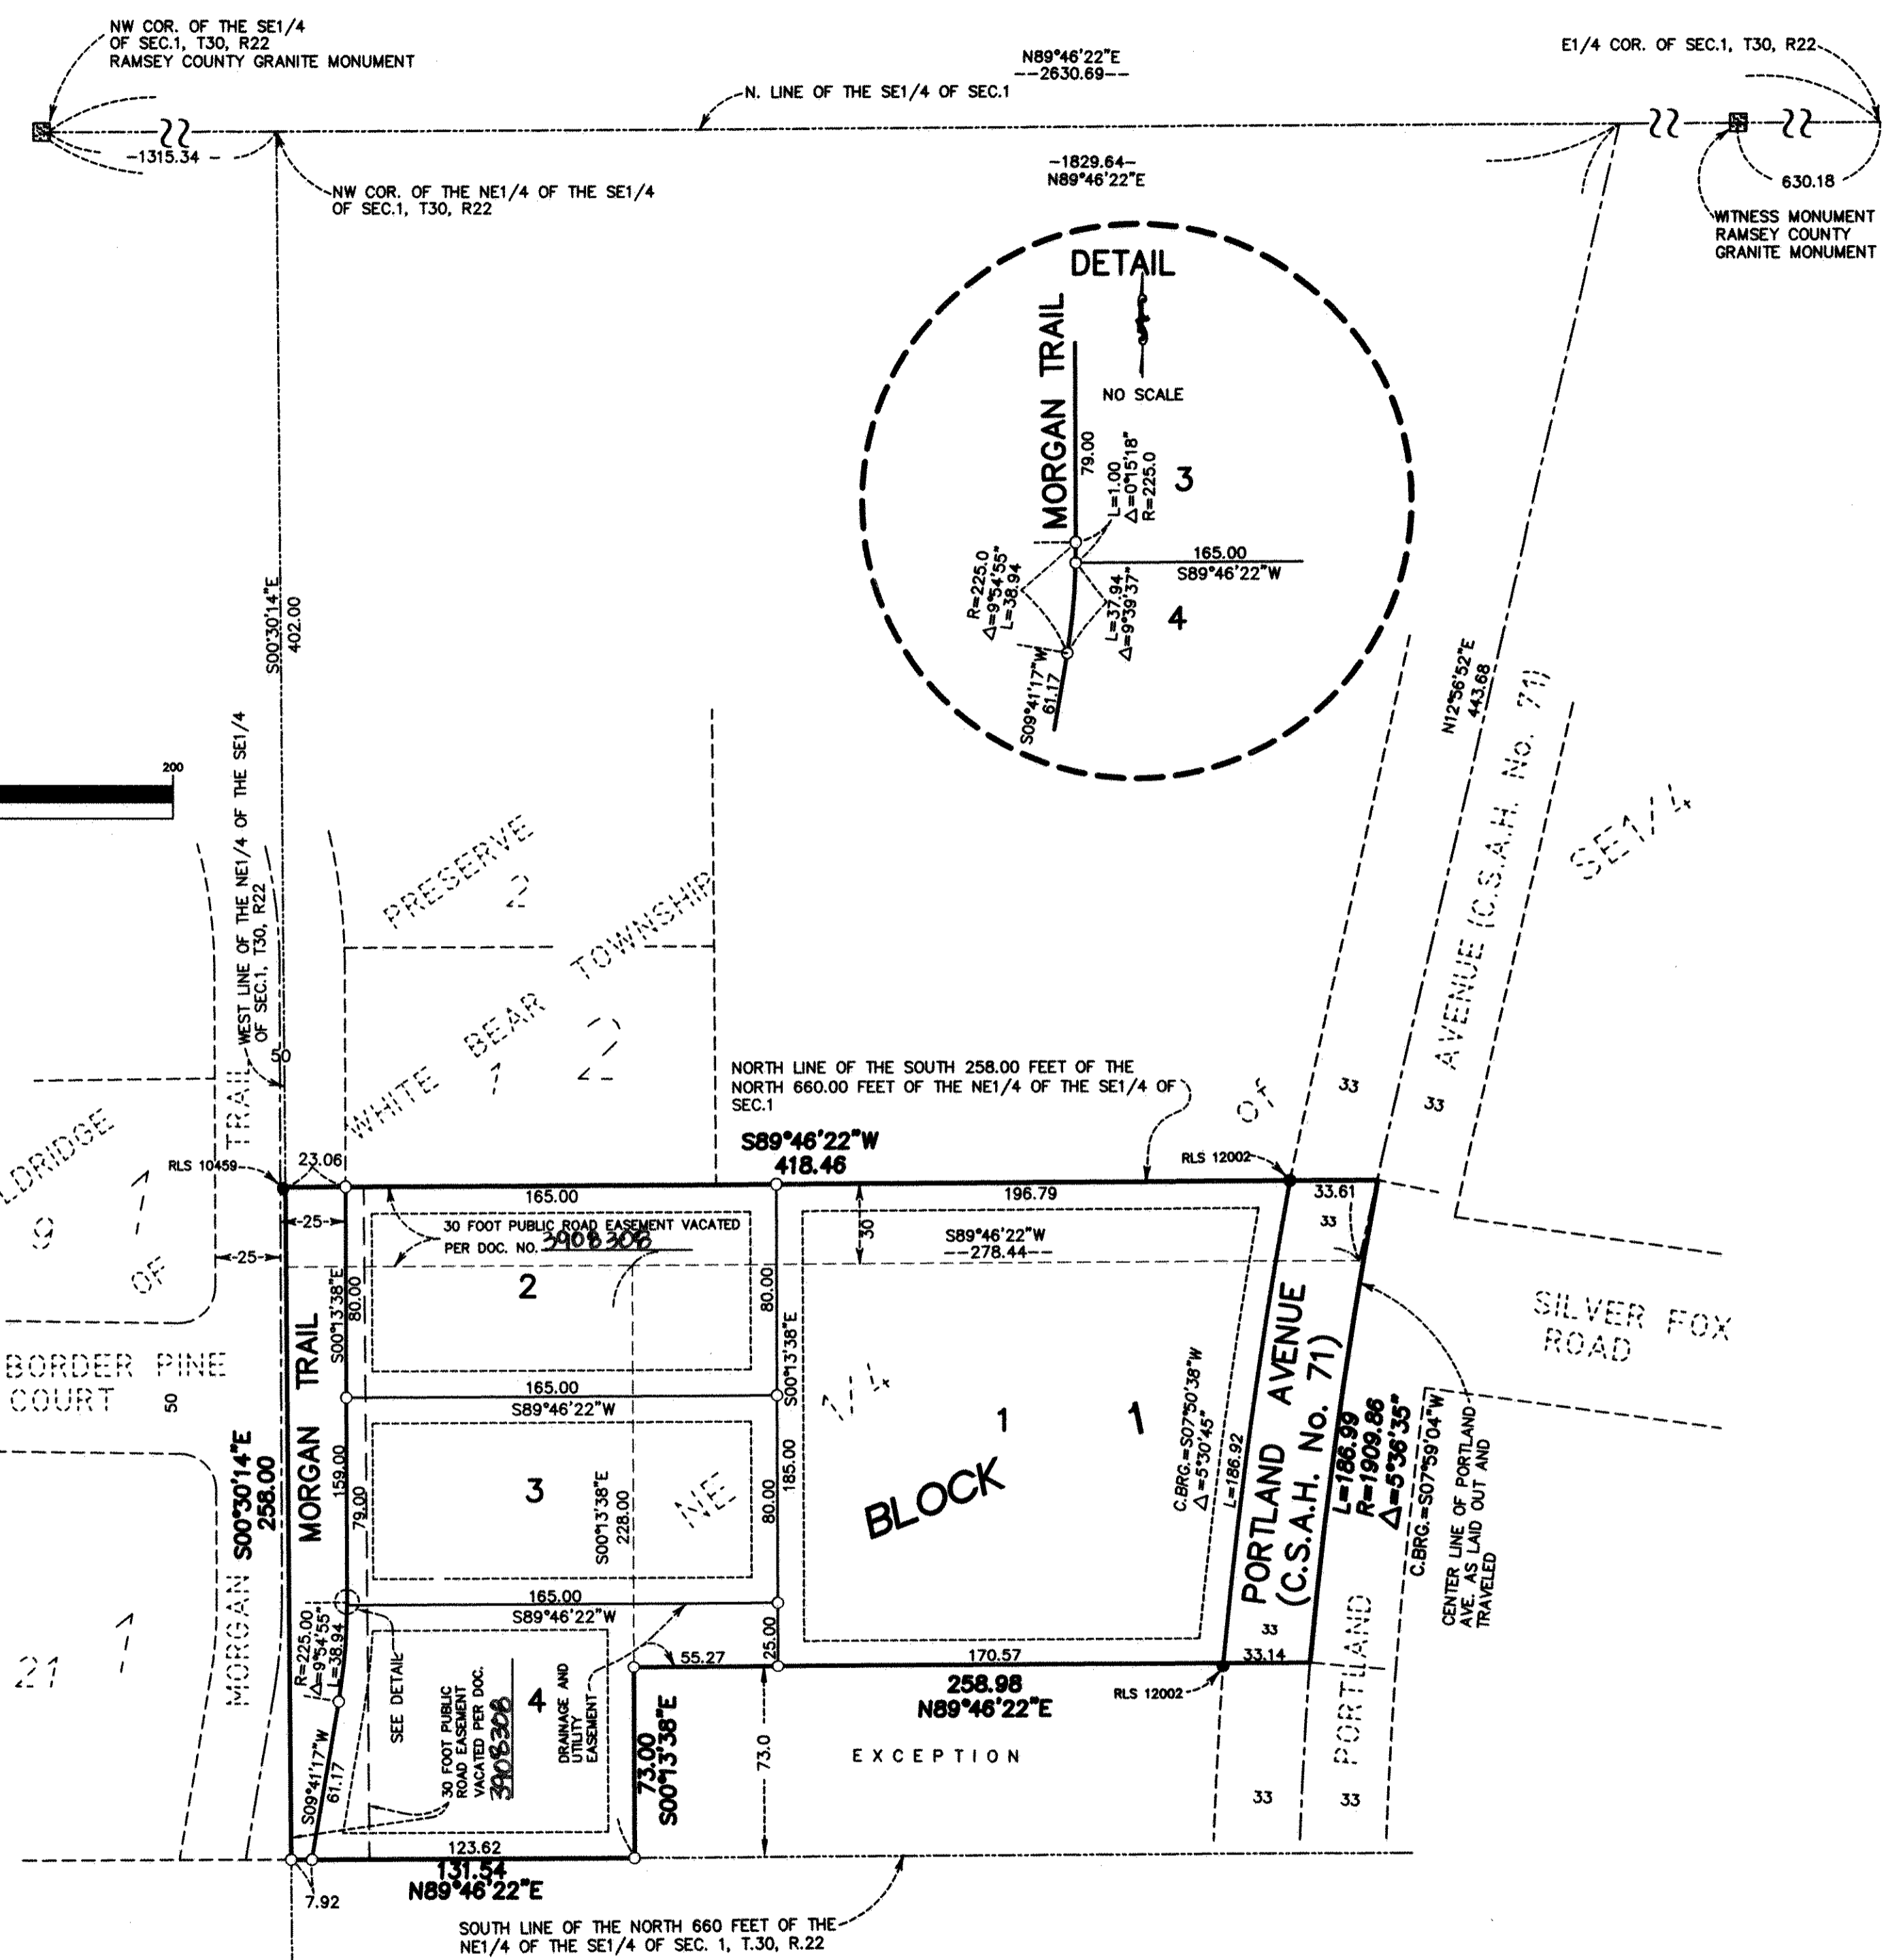 NW COR. OF THE SE1/4
OF SEC.1, T30, R22
RAMSEY COUNTY GRANITE MONUMENT
N89°46'22"E
--2630.69--
E1/4 COR. OF SEC.1, T30, R22
N. LINE OF THE SE1/4 OF SEC.1
-1315.34 -
-1829.64-
N89°46'22"E
630.18
NW COR. OF THE NE1/4 OF THE SE1/4
OF SEC.1, T30, R22
WITNESS MONUMENT
RAMSEY COUNTY
GRANITE MONUMENT
DETAIL
NO SCALE
MORGAN TRAIL
79.00
L=1.00
Δ=0°15'18"
R=225.0
3
165.00
S89°46'22"W
R=225.0
Δ=9°54'55"
L=38.94
L=37.94
Δ=9°39'37"
4
S09°41'17"W
61.17
S00°30'14"E
402.00
N12°56'52"E
443.68
AVENUE (C.S.A.H. No. 71)
SE1/4
200
WEST LINE OF THE NE1/4 OF THE SE1/4
OF SEC.1, T30, R22
PRESERVE
2
TOWNSHIP
WHITE BEAR
1
2
50
TRAIL
NORTH LINE OF THE SOUTH 258.00 FEET OF THE
NORTH 660.00 FEET OF THE NE1/4 OF THE SE1/4 OF
SEC.1
Of
33
33
S89°46'22"W
418.46
LDRIDGE
1
9
OF
RLS 10459
23.06
RLS 12002
165.00
196.79
33.61
33
-25-
-25-
30 FOOT PUBLIC ROAD EASEMENT VACATED
PER DOC. NO. 3908308
30
S89°46'22"W
--278.44--
2
S00°13'38"E
80.00
80.00
S00°13'38"E
185.00
BORDER PINE
COURT
50
SILVER FOX
ROAD
165.00
S89°46'22"W
N1/4
1
1
BLOCK
C.BRG.=S07°50'38"W
Δ=5°30'45"
L=186.92
PORTLAND AVENUE
(C.S.A.H. No. 71)
L=186.99
R=1909.86
Δ=5°36'35"
C.BRG.=S07°59'04"W
CENTER LINE OF PORTLAND
AVE. AS LAID OUT AND
TRAVELED
S00°30'14"E
258.00
MORGAN TRAIL
159.00
79.00
3
S00°13'38"E
228.00
NE
80.00
165.00
S89°46'22"W
25.00
21
1
MORGAN
R=225.00
Δ=9°54'55"
L=38.94
SEE DETAIL
30 FOOT PUBLIC
ROAD EASEMENT
VACATED PER DOC.
3908308
4
DRAINAGE AND
UTILITY
EASEMENT
55.27
170.57
33
33.14
258.98
N89°46'22"E
RLS 12002
PORTLAND
S09°41'17"W
61.17
73.00
S00°13'38"E
73.0
EXCEPTION
33
33
123.62
131.54
N89°46'22"E
7.92
SOUTH LINE OF THE NORTH 660 FEET OF THE
NE1/4 OF THE SE1/4 OF SEC. 1, T.30, R.22